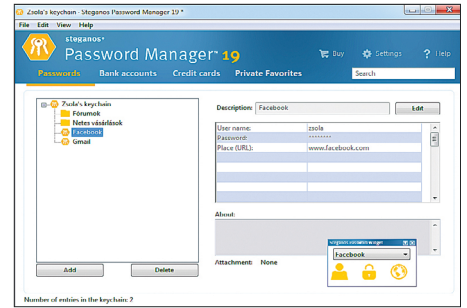 Zsola's keychain - Steganos Password Manager 19 *
File Edit View Help
steganos®
Password Manager™ 19
Buy Settings ? Help
Passwords Bank accounts Credit cards Private Favorites
Search
Zsola's keychain
Fórumok
Netes vásárlások
Facebook
Gmail
Description: Facebook
Edit
User name: zsola
Password: ********
Place (URL): www.facebook.com
About:
Attachment: None
Add Delete
Steganos Password Manager
Facebook
Number of entries in the keychain: 2